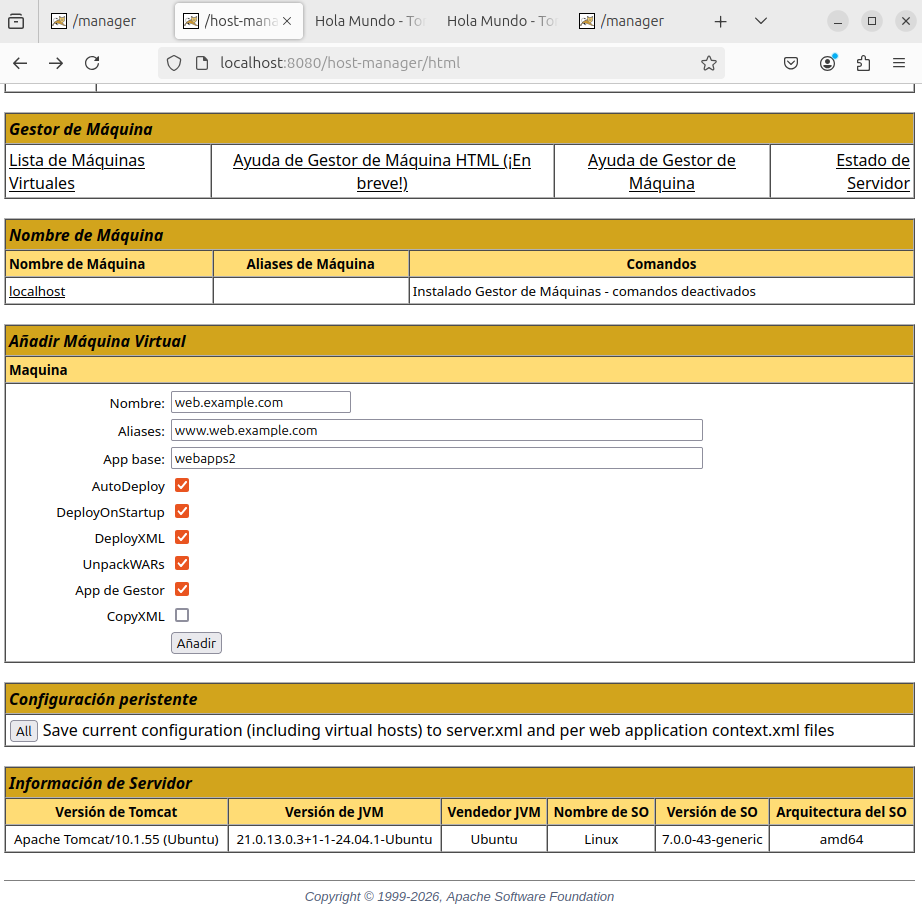 /manager
/host-mana
Hola Mundo - To
Hola Mundo - To
/manager
localhost:8080/host-manager/html
Gestor de Máquina
Lista de Máquinas Virtuales
Ayuda de Gestor de Máquina HTML (¡En breve!)
Ayuda de Gestor de Máquina
Estado de Servidor
Nombre de Máquina
Nombre de Máquina Aliases de Máquina Comandos
localhost Instalado Gestor de Máquinas - comandos deactivados
Añadir Máquina Virtual
Maquina
Nombre: web.example.com
Aliases: www.web.example.com
App base: webapps2
AutoDeploy
DeployOnStartup
DeployXML
UnpackWARs
App de Gestor
CopyXML
Añadir
Configuración peristente
All Save current configuration (including virtual hosts) to server.xml and per web application context.xml files
Información de Servidor
Versión de Tomcat Versión de JVM Vendedor JVM Nombre de SO Versión de SO Arquitectura del SO
Apache Tomcat/10.1.55 (Ubuntu) 21.0.13.0.3+1-1-24.04.1-Ubuntu Ubuntu Linux 7.0.0-43-generic amd64
Copyright © 1999-2026, Apache Software Foundation